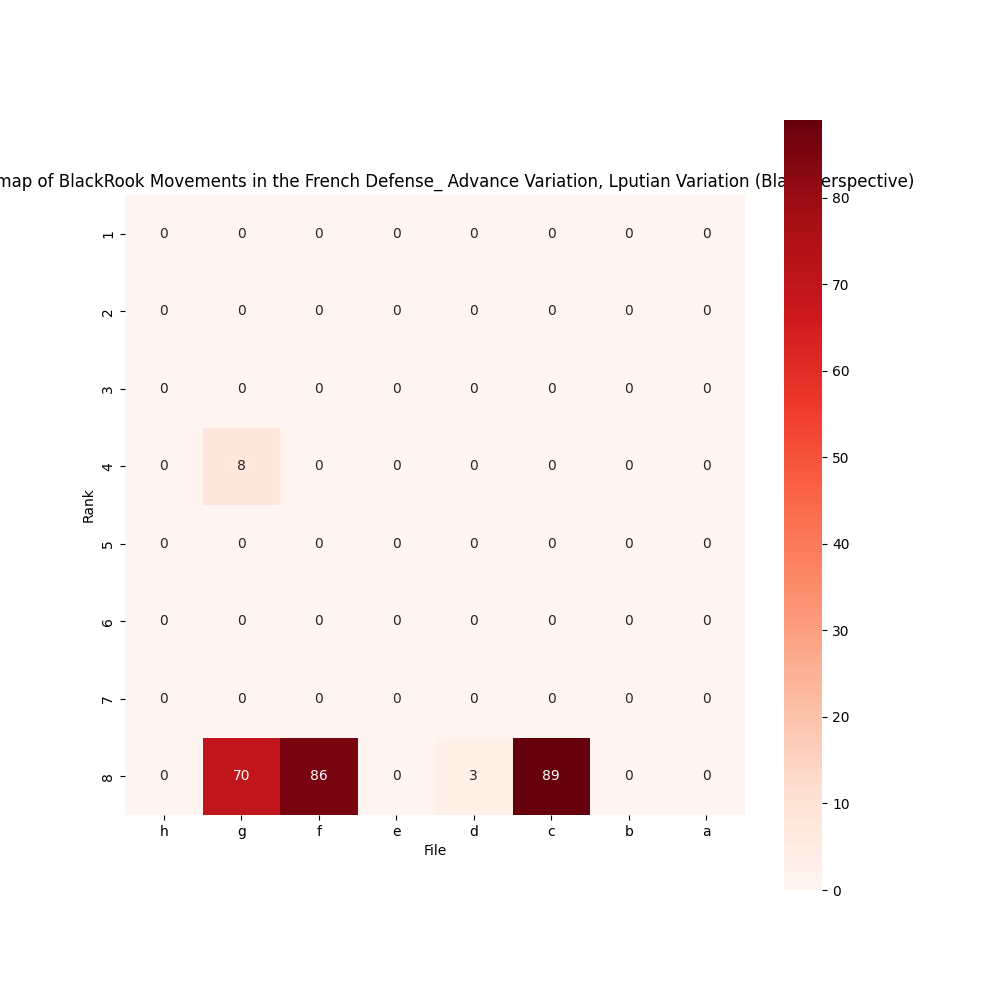 map of BlackRook Movements in the French Defense_ Advance Variation, Lputian Variation (Bla erspective)
1 0 0 0 0 0 0 0 0
2 0 0 0 0 0 0 0 0
3 0 0 0 0 0 0 0 0
4 0 8 0 0 0 0 0 0
5 0 0 0 0 0 0 0 0
6 0 0 0 0 0 0 0 0
7 0 0 0 0 0 0 0 0
8 0 70 86 0 3 89 0 0
h g f e d c b a
File
Rank
80
70
60
50
40
30
20
10
0